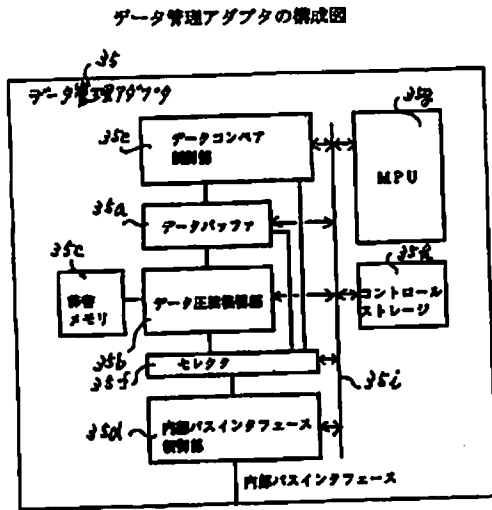 データ管理アダプタの構成図
35
データ管理アダプタ
35e
データコンペア
制御部
35g
MPU
35a
データバッファ
35c
辞書
メモリ
データ圧縮機構部
35b
35h
コントロール
ストレージ
セレクタ
35f
35i
35d
内部バスインタフェース
制御部
内部バスインタフェース